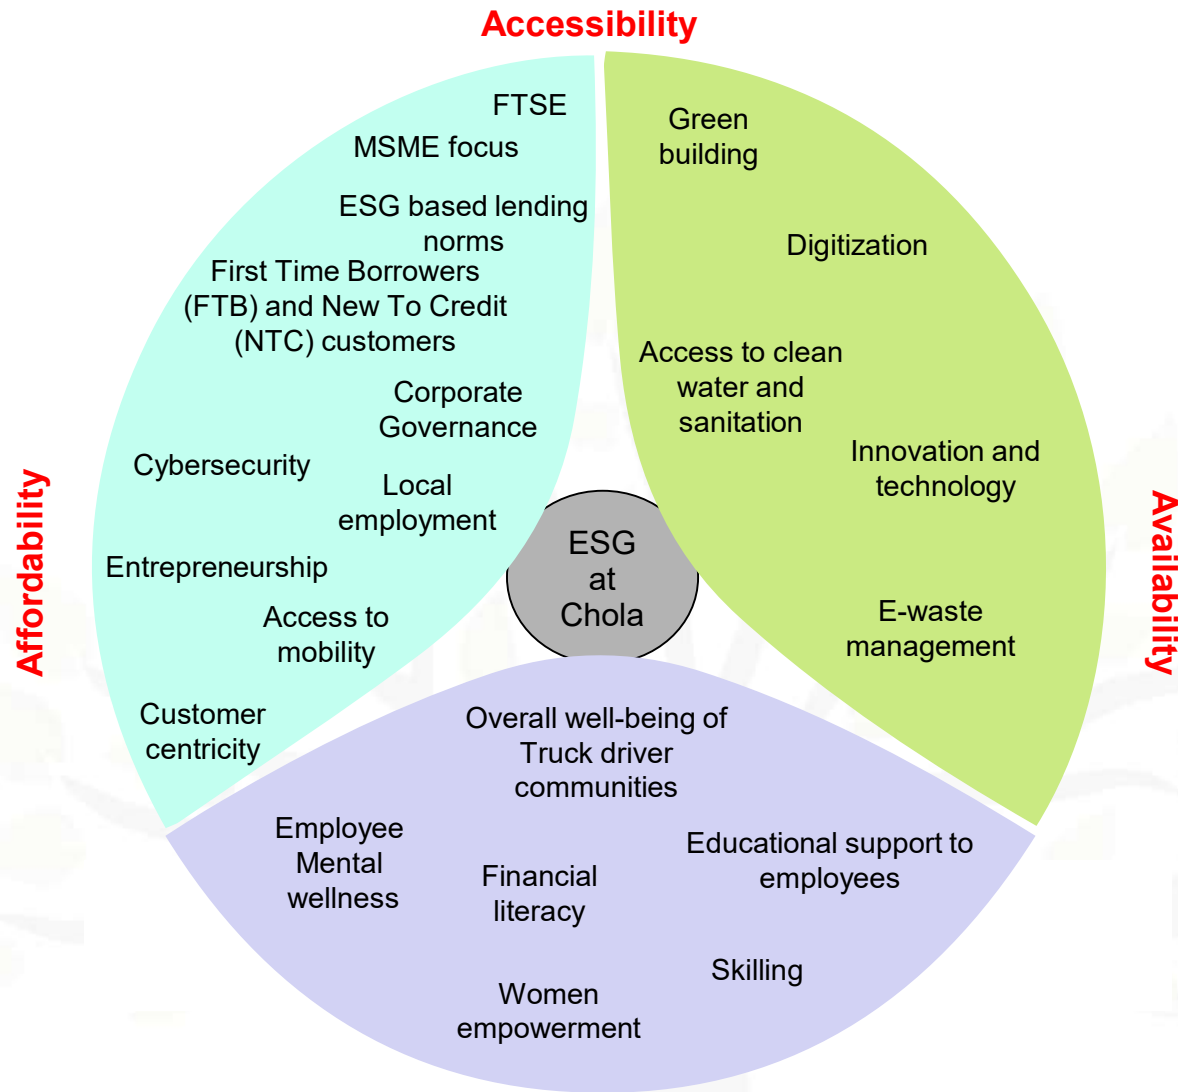 Accessibility
FTSE
MSME focus
ESG based lending
norms
First Time Borrowers
(FTB) and New To Credit
(NTC) customers
Corporate
Governance
Cybersecurity
Local
employment
Entrepreneurship
Access to
mobility
Customer
centricity
Affordability
Green
building
Digitization
Access to clean
water and
sanitation
Innovation and
technology
E-waste
management
Availability
ESG
at
Chola
Overall well-being of
Truck driver
communities
Employee
Mental
wellness
Financial
literacy
Educational support to
employees
Skilling
Women
empowerment